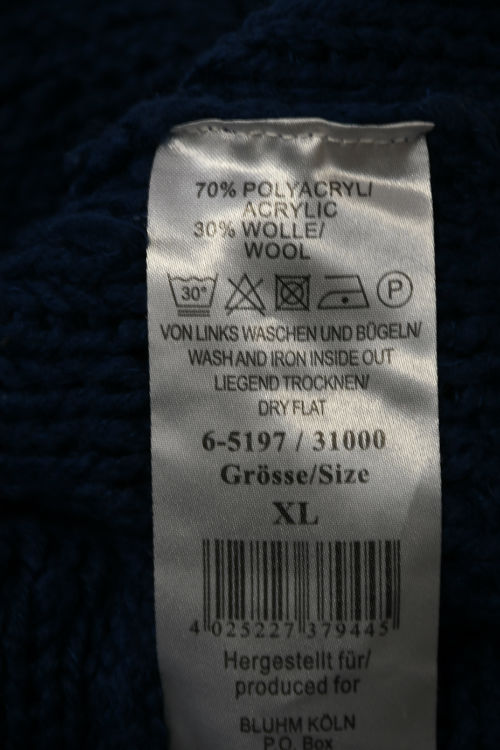 70% POLYACRYL/
ACRYLIC
30% WOLLE/
WOOL
30°
P
VON LINKS WASCHEN UND BÜGELN/
WASH AND IRON INSIDE OUT
LIEGEND TROCKNEN/
DRY FLAT
6-5197 / 31000
Grösse/Size
XL
4 025227 379445
Hergestellt für/
produced for
BLUHM KÖLN
P.O. Box